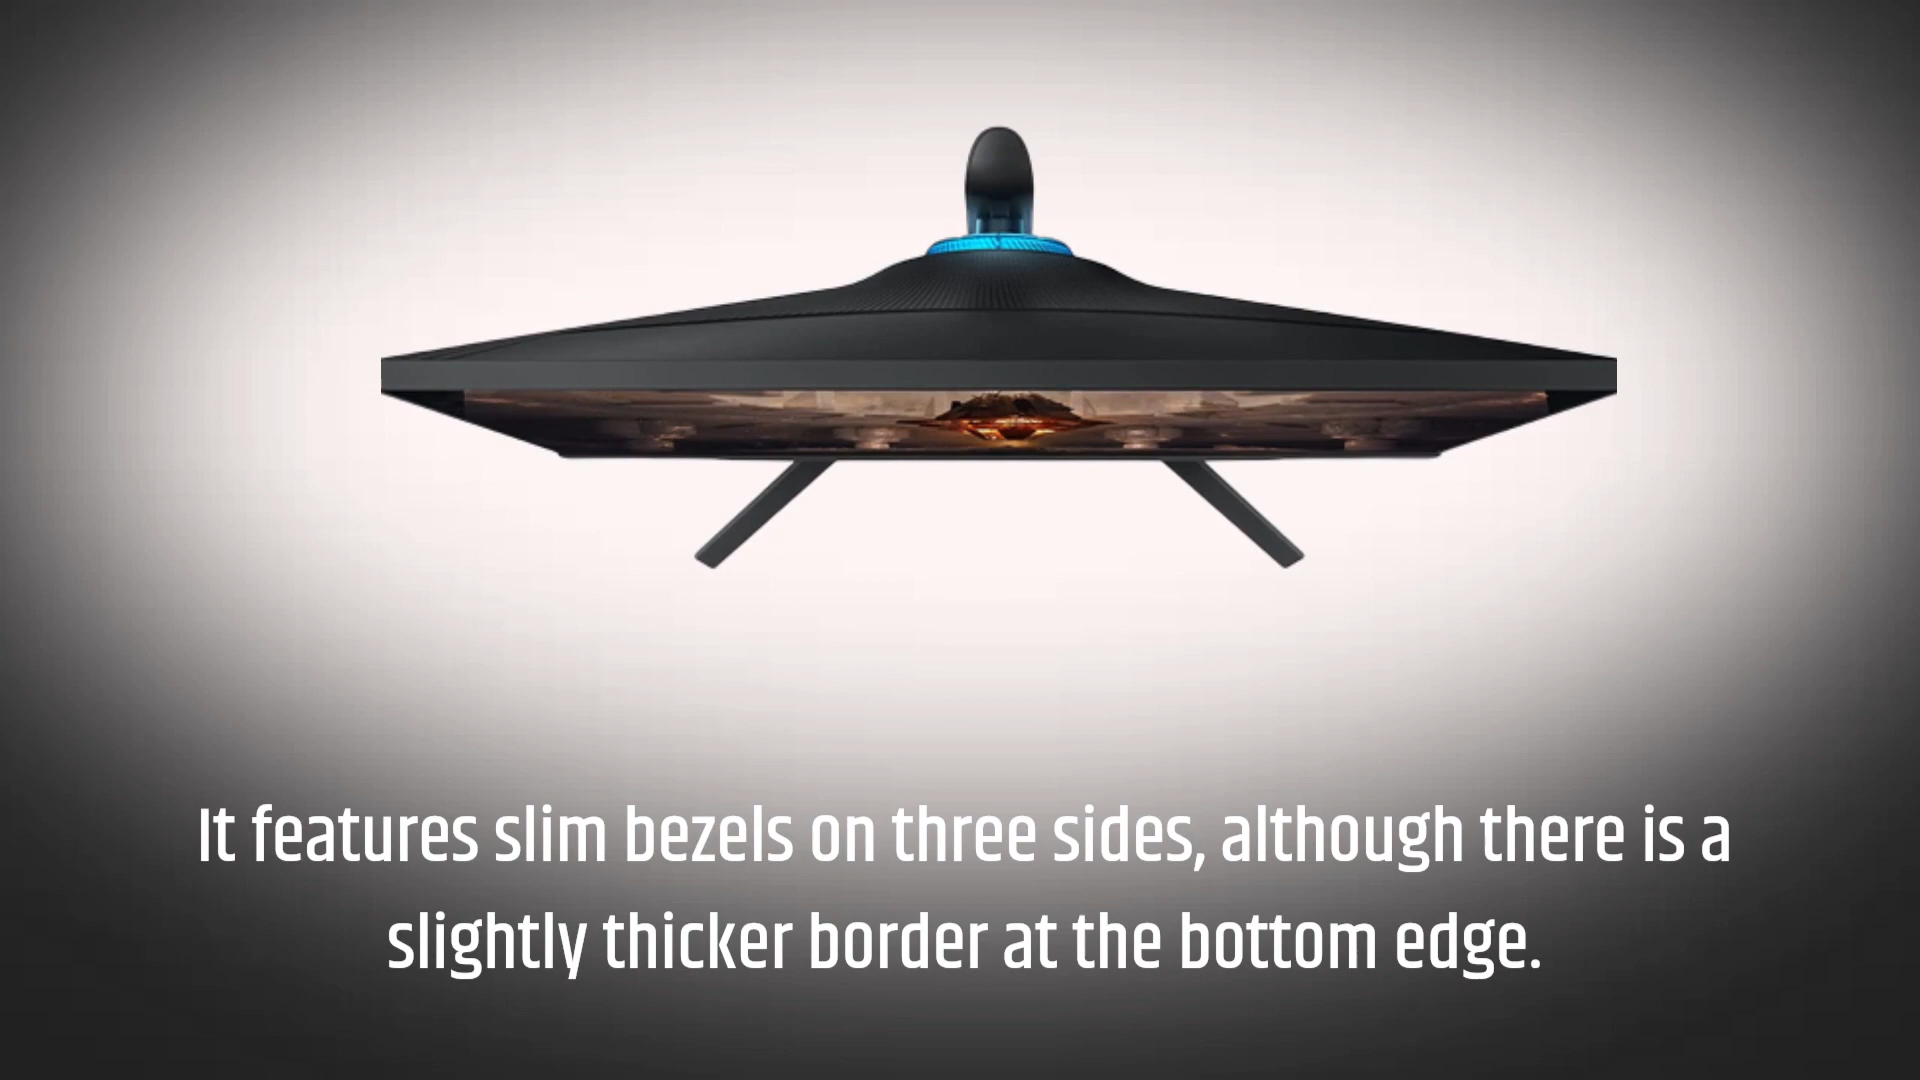 It features slim bezels on three sides, although there is a
slightly thicker border at the bottom edge.